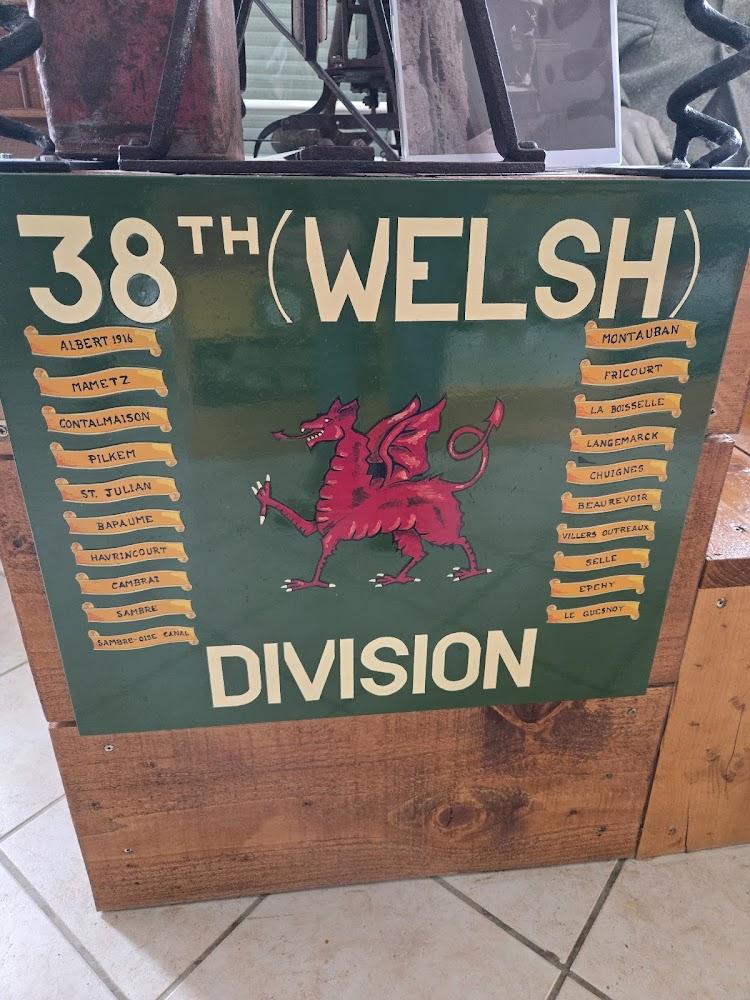 38TH (WELSH)
ALBERT 1916
MAMETZ
CONTALMAISON
PILKEM
ST. JULIAN
BAPAUME
HAVRINCOURT
CAMBRAI
SAMBRE
SAMBRE-OISE CANAL
MONTAUBAN
FRICOURT
LA BOISSELLE
LANGEMARCK
CHUIGNES
BEAUREVOIR
VILLERS OUTREAUX
SELLE
EPEHY
LE QUESNOY
DIVISION